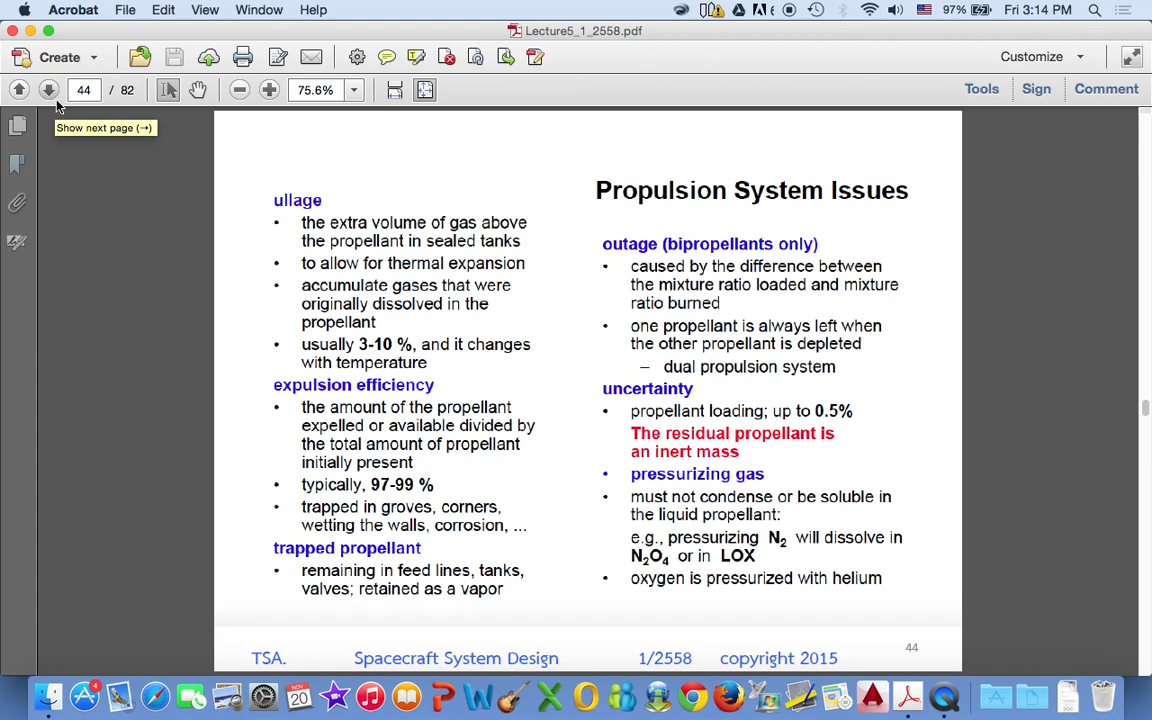 Acrobat File Edit View Window Help
6 97% Fri 3:14 PM
Lecture5_1_2558.pdf
Create
Customize
44 / 82 75.6%
Tools Sign Comment
Show next page (→)
Propulsion System Issues
ullage
• the extra volume of gas above
the propellant in sealed tanks
• to allow for thermal expansion
• accumulate gases that were
originally dissolved in the
propellant
• usually 3-10 %, and it changes
with temperature
expulsion efficiency
• the amount of the propellant
expelled or available divided by
the total amount of propellant
initially present
• typically, 97-99 %
• trapped in groves, corners,
wetting the walls, corrosion, ...
trapped propellant
• remaining in feed lines, tanks,
valves; retained as a vapor
outage (bipropellants only)
• caused by the difference between
the mixture ratio loaded and mixture
ratio burned
• one propellant is always left when
the other propellant is depleted
– dual propulsion system
uncertainty
• propellant loading; up to 0.5%
The residual propellant is
an inert mass
• pressurizing gas
• must not condense or be soluble in
the liquid propellant:
e.g., pressurizing N2 will dissolve in
N2O4 or in LOX
• oxygen is pressurized with helium
44
TSA. Spacecraft System Design 1/2558 copyright 2015
4
NOV
20